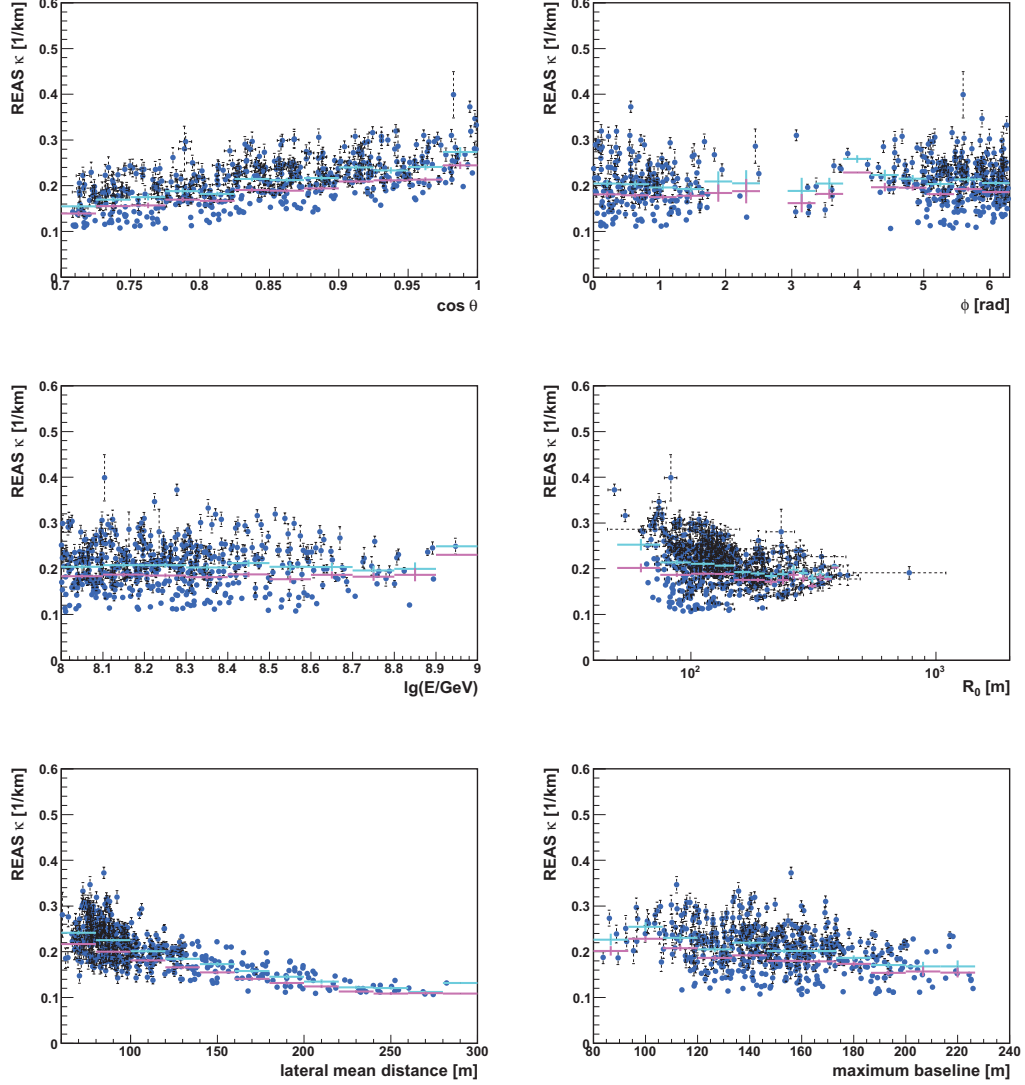 REAS κ [1/km]
0.6
0.5
0.4
0.3
0.2
0.1
0
0.7 0.75 0.8 0.85 0.9 0.95 1
cos θ
REAS κ [1/km]
0.6
0.5
0.4
0.3
0.2
0.1
0
0 1 2 3 4 5 6
ϕ [rad]
REAS κ [1/km]
0.6
0.5
0.4
0.3
0.2
0.1
0
8 8.1 8.2 8.3 8.4 8.5 8.6 8.7 8.8 8.9 9
lg(E/GeV)
REAS κ [1/km]
0.6
0.5
0.4
0.3
0.2
0.1
0
10² 10³
R₀ [m]
REAS κ [1/km]
0.6
0.5
0.4
0.3
0.2
0.1
0
100 150 200 250 300
lateral mean distance [m]
REAS κ [1/km]
0.6
0.5
0.4
0.3
0.2
0.1
0
80 100 120 140 160 180 200 220 240
maximum baseline [m]